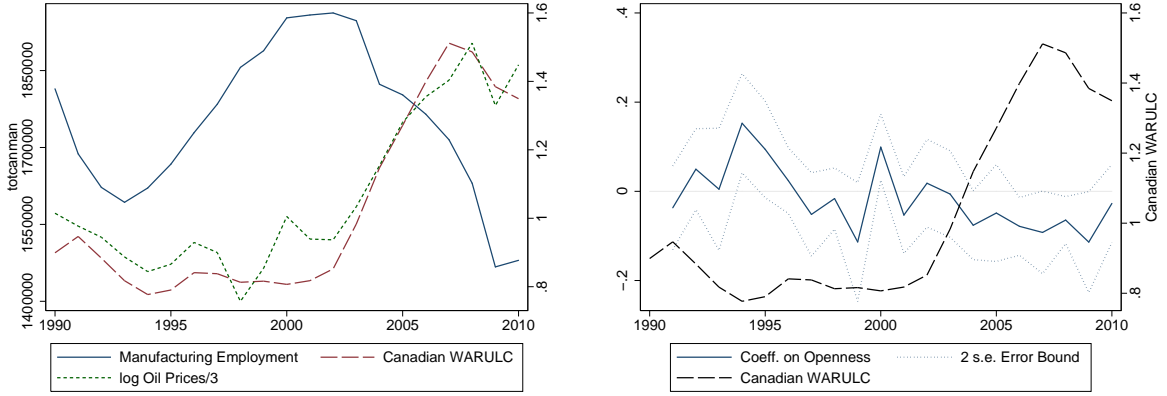 1.6
1.4
1.2
1
.8
1850000
1700000
1550000
1400000
totcanman
1990 1995 2000 2005 2010
Manufacturing Employment Canadian WARULC
log Oil Prices/3
.4
.2
0
-.2
1.6
1.4
1.2
1
.8
Canadian WARULC
1990 1995 2000 2005 2010
Coeff. on Openness 2 s.e. Error Bound
Canadian WARULC